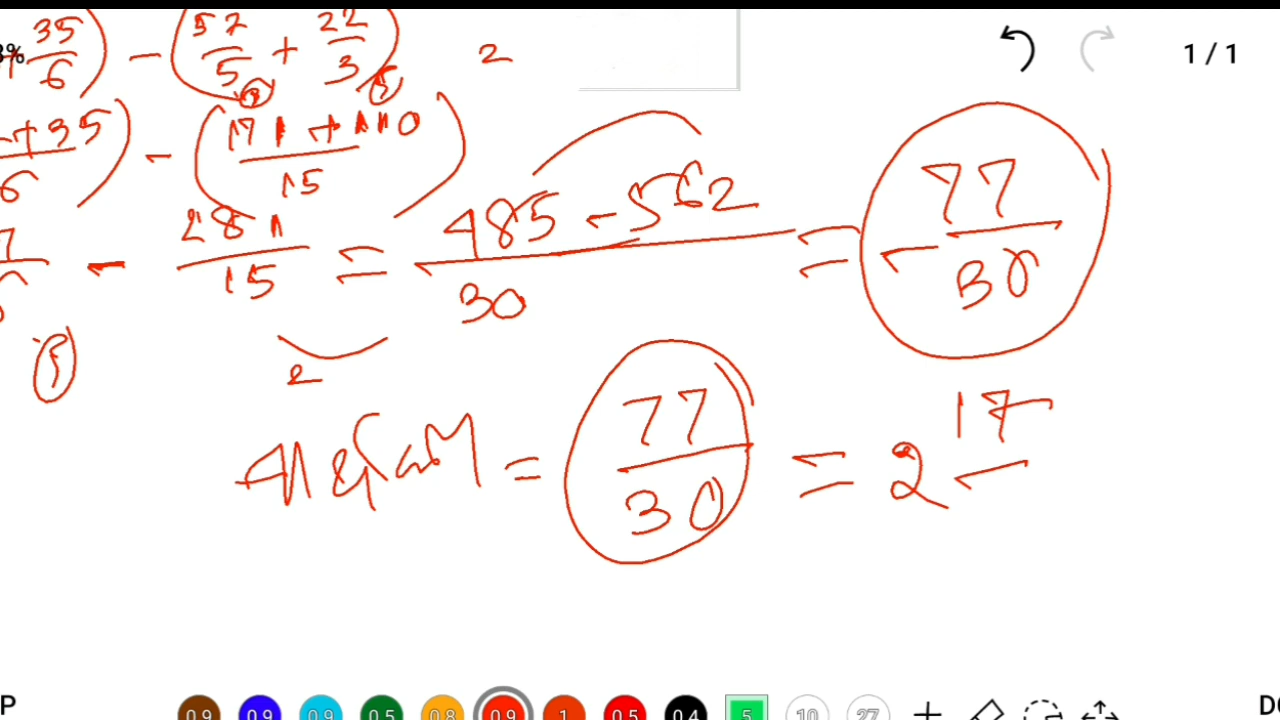 35/6) - (57/5 + 22/3) 2
1 / 1
+35)/6 - (171 + 110)/15
- 281/15 = 485 - 562/30 = - 77/30
2
= 77/30 = 2 17/
0.9 0.9 0.9 0.5 0.8 0.9 1 0.5 0.4 5 10 27